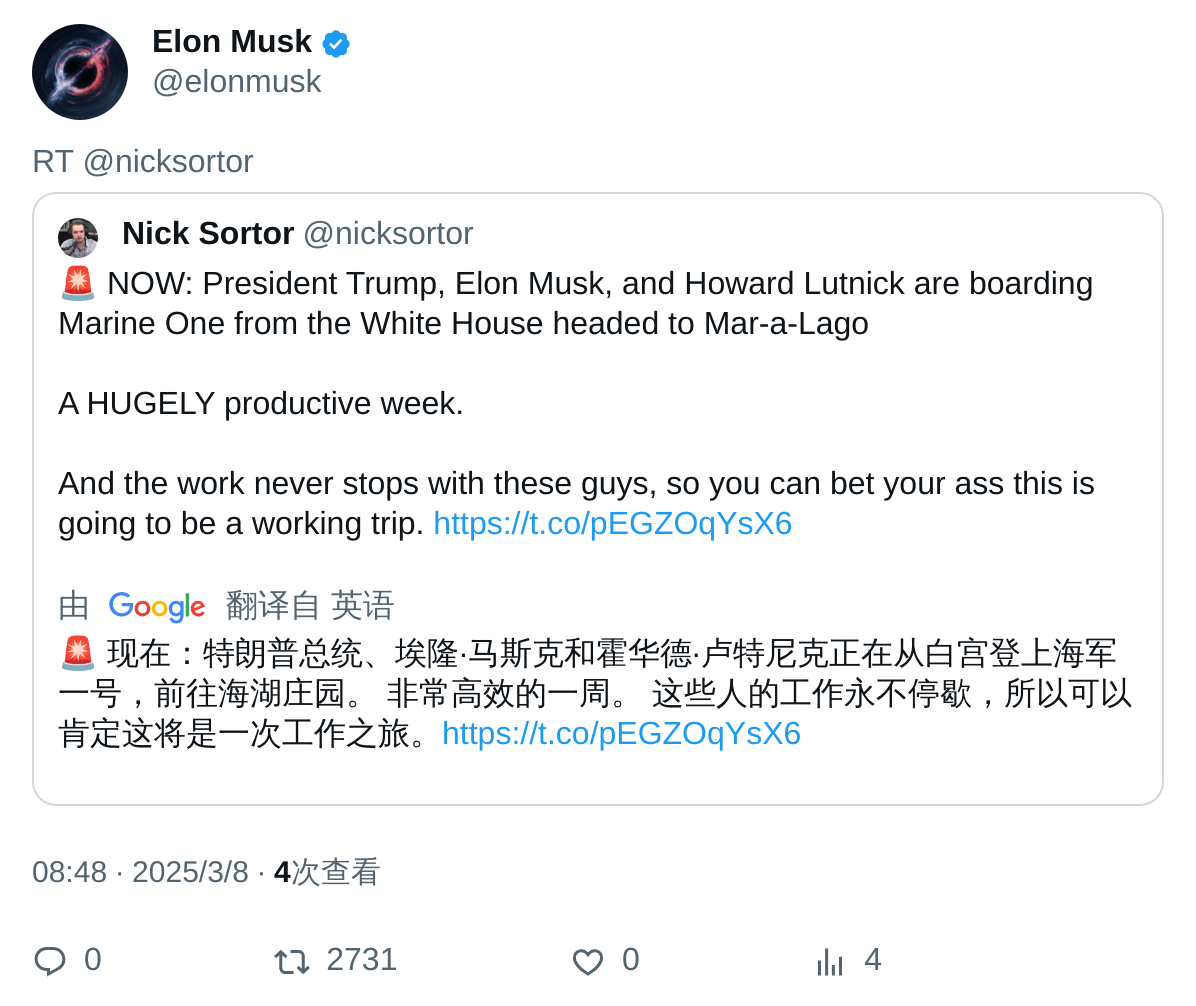 Elon Musk
@elonmusk
RT @nicksortor
Nick Sortor @nicksortor
🚨 NOW: President Trump, Elon Musk, and Howard Lutnick are boarding
Marine One from the White House headed to Mar-a-Lago
A HUGELY productive week.
And the work never stops with these guys, so you can bet your ass this is
going to be a working trip. https://t.co/pEGZOqYsX6
由 Google 翻译自 英语
🚨 现在：特朗普总统、埃隆·马斯克和霍华德·卢特尼克正在从白宫登上海军
一号，前往海湖庄园。 非常高效的一周。 这些人的工作永不停歇，所以可以
肯定这将是一次工作之旅。https://t.co/pEGZOqYsX6
08:48 · 2025/3/8 · 4次查看
0 2731 0 4